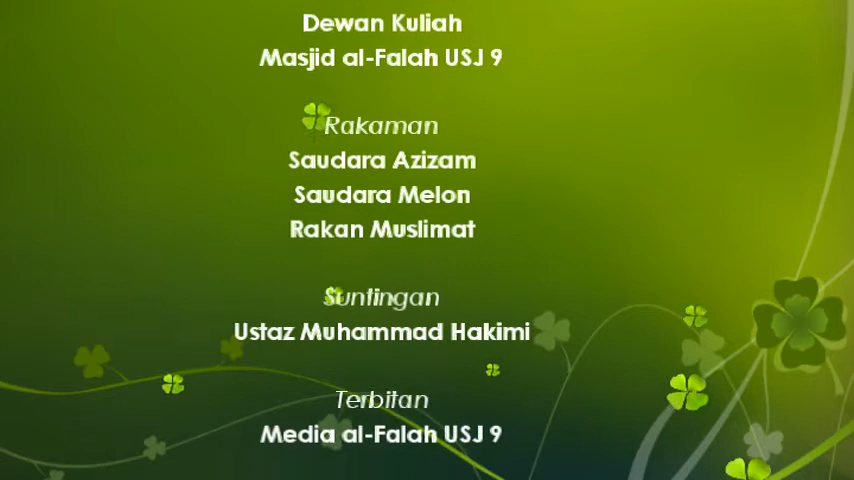 Dewan Kuliah
Masjid al-Falah USJ 9
Rakaman
Saudara Azizam
Saudara Melon
Rakan Muslimat
Suntingan
Ustaz Muhammad Hakimi
Terbitan
Media al-Falah USJ 9